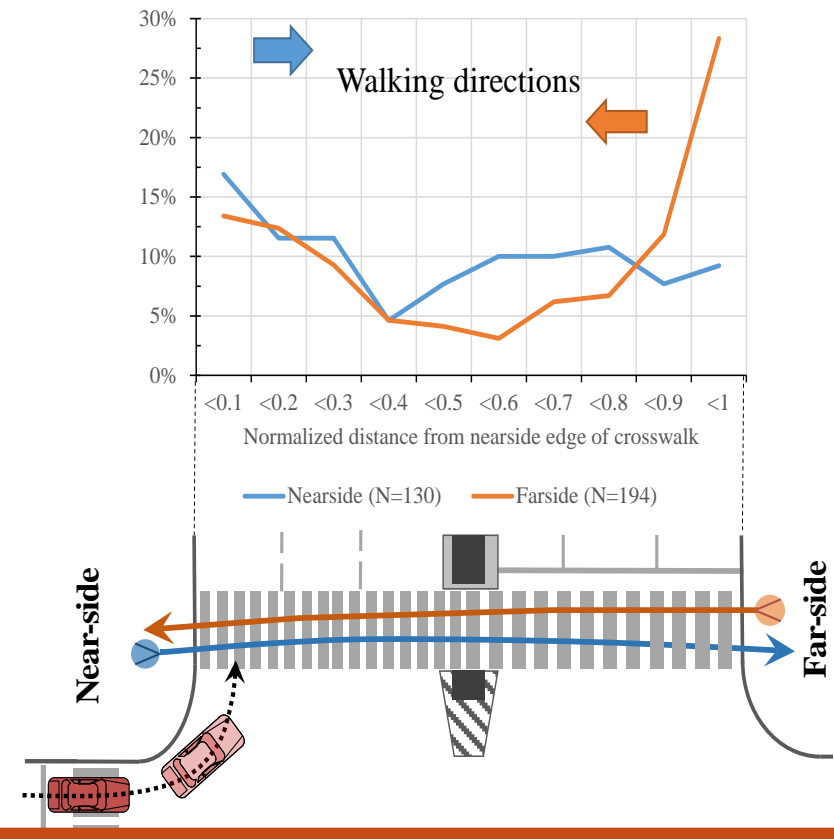 30%
25%
20%
15%
10%
5%
0%
Walking directions
<0.1 <0.2 <0.3 <0.4 <0.5 <0.6 <0.7 <0.8 <0.9 <1
Normalized distance from nearside edge of crosswalk
Nearside (N=130) Farside (N=194)
Near-side
Far-side